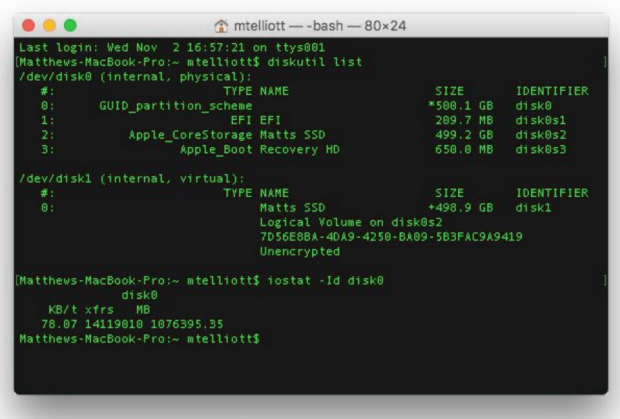 mtelliott — -bash — 80×24
Last login: Wed Nov  2 16:57:21 on ttys001
[Matthews-MacBook-Pro:~ mtelliott$ diskutil list ]
/dev/disk0 (internal, physical):
   #:                       TYPE NAME                    SIZE       IDENTIFIER
   0:      GUID_partition_scheme                        *500.1 GB   disk0
   1:                        EFI EFI                     209.7 MB   disk0s1
   2:          Apple_CoreStorage Matts SSD               499.2 GB   disk0s2
   3:                 Apple_Boot Recovery HD             650.0 MB   disk0s3
/dev/disk1 (internal, virtual):
   #:                       TYPE NAME                    SIZE       IDENTIFIER
   0:                            Matts SSD              +498.9 GB   disk1
                                 Logical Volume on disk0s2
                                 7D56E8BA-4DA9-4250-BA09-5B3FAC9A9419
                                 Unencrypted
[Matthews-MacBook-Pro:~ mtelliott$ iostat -Id disk0 ]
              disk0
    KB/t xfrs   MB
   78.07 14119010 1076395.35
Matthews-MacBook-Pro:~ mtelliott$